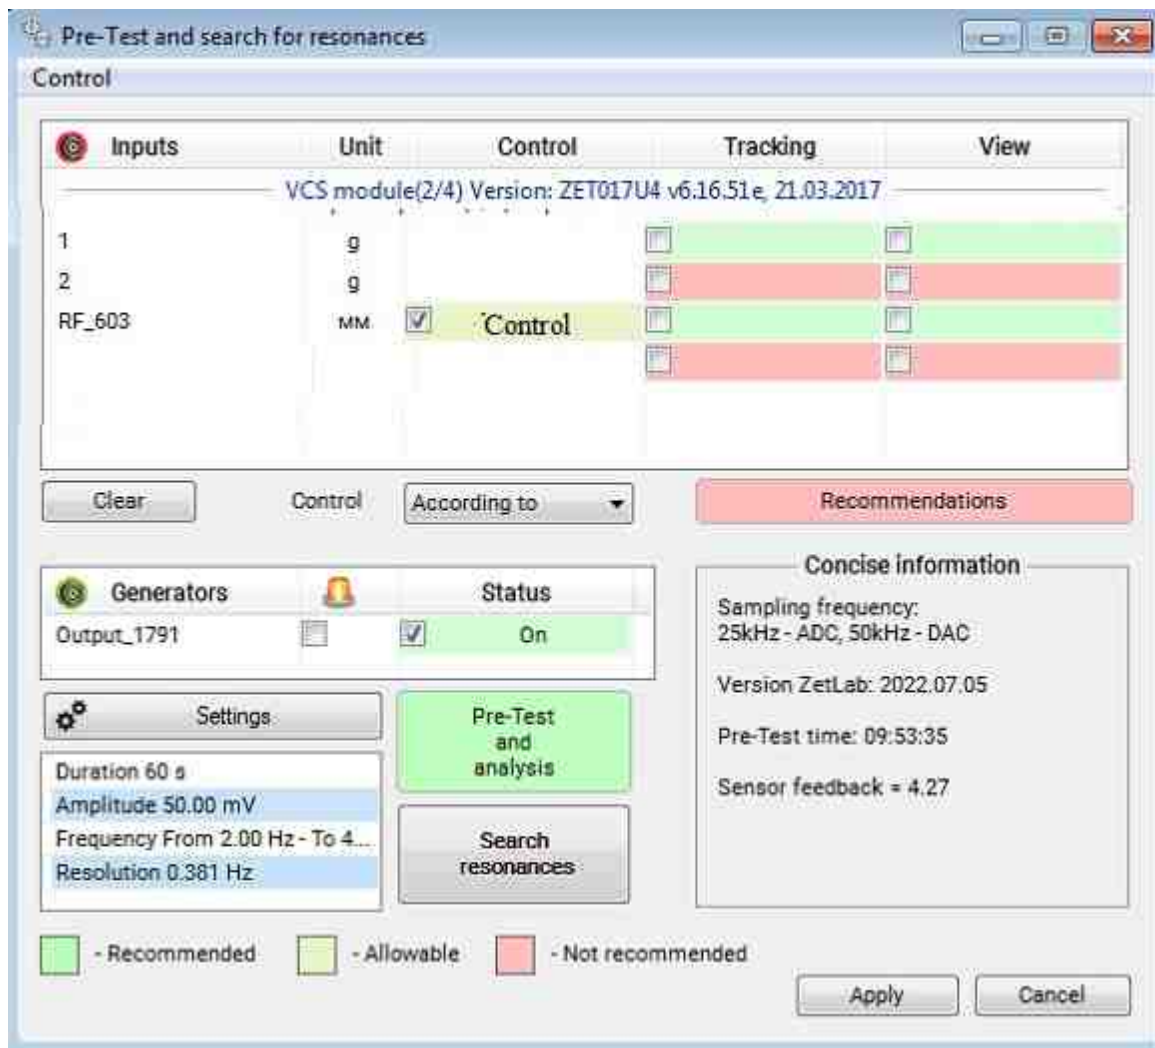 Pre-Test and search for resonances
Control
Inputs Unit Control Tracking View
VCS module(2/4) Version: ZET017U4 v6.16.51e, 21.03.2017
1 g
2 g
RF_603 мм Control
Clear Control According to Recommendations
Generators Status
Output_1791 On
Settings
Duration 60 s
Amplitude 50.00 mV
Frequency From 2.00 Hz - To 4...
Resolution 0.381 Hz
Pre-Test
and
analysis
Search
resonances
Concise information
Sampling frequency:
25kHz - ADC, 50kHz - DAC
Version ZetLab: 2022.07.05
Pre-Test time: 09:53:35
Sensor feedback = 4.27
- Recommended - Allowable - Not recommended
Apply Cancel